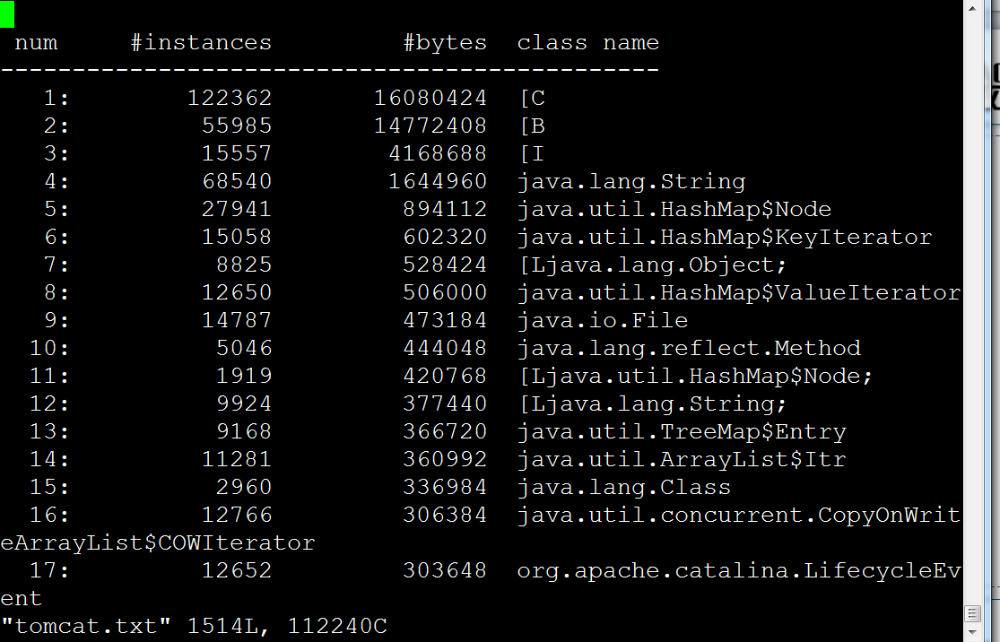 num #instances #bytes class name
----------------------------------------------
1: 122362 16080424 [C
2: 55985 14772408 [B
3: 15557 4168688 [I
4: 68540 1644960 java.lang.String
5: 27941 894112 java.util.HashMap$Node
6: 15058 602320 java.util.HashMap$KeyIterator
7: 8825 528424 [Ljava.lang.Object;
8: 12650 506000 java.util.HashMap$ValueIterator
9: 14787 473184 java.io.File
10: 5046 444048 java.lang.reflect.Method
11: 1919 420768 [Ljava.util.HashMap$Node;
12: 9924 377440 [Ljava.lang.String;
13: 9168 366720 java.util.TreeMap$Entry
14: 11281 360992 java.util.ArrayList$Itr
15: 2960 336984 java.lang.Class
16: 12766 306384 java.util.concurrent.CopyOnWrit
eArrayList$COWIterator
17: 12652 303648 org.apache.catalina.LifecycleEv
ent
"tomcat.txt" 1514L, 112240C